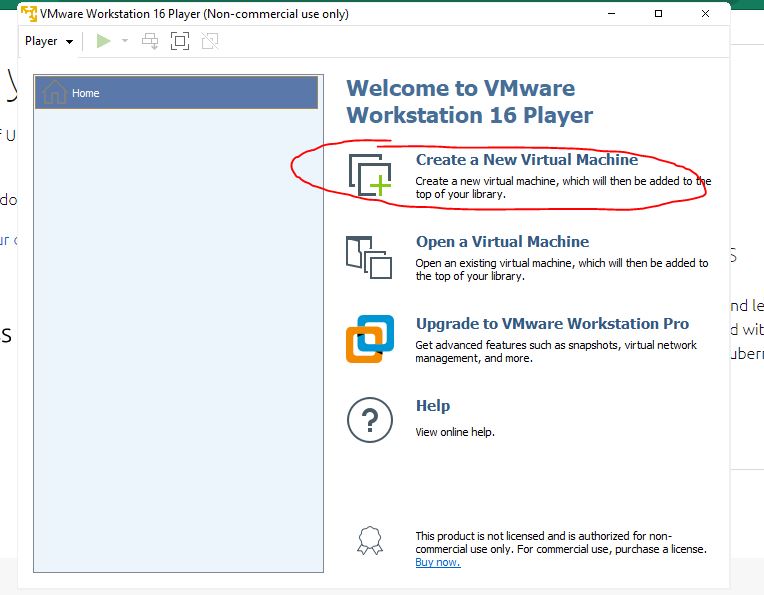 VMware Workstation 16 Player (Non-commercial use only)
Player
Home
Welcome to VMware
Workstation 16 Player
Create a New Virtual Machine
Create a new virtual machine, which will then be added to the
top of your library.
Open a Virtual Machine
Open an existing virtual machine, which will then be added to
the top of your library.
Upgrade to VMware Workstation Pro
Get advanced features such as snapshots, virtual network
management, and more.
Help
View online help.
This product is not licensed and is authorized for non-
commercial use only. For commercial use, purchase a license.
Buy now.